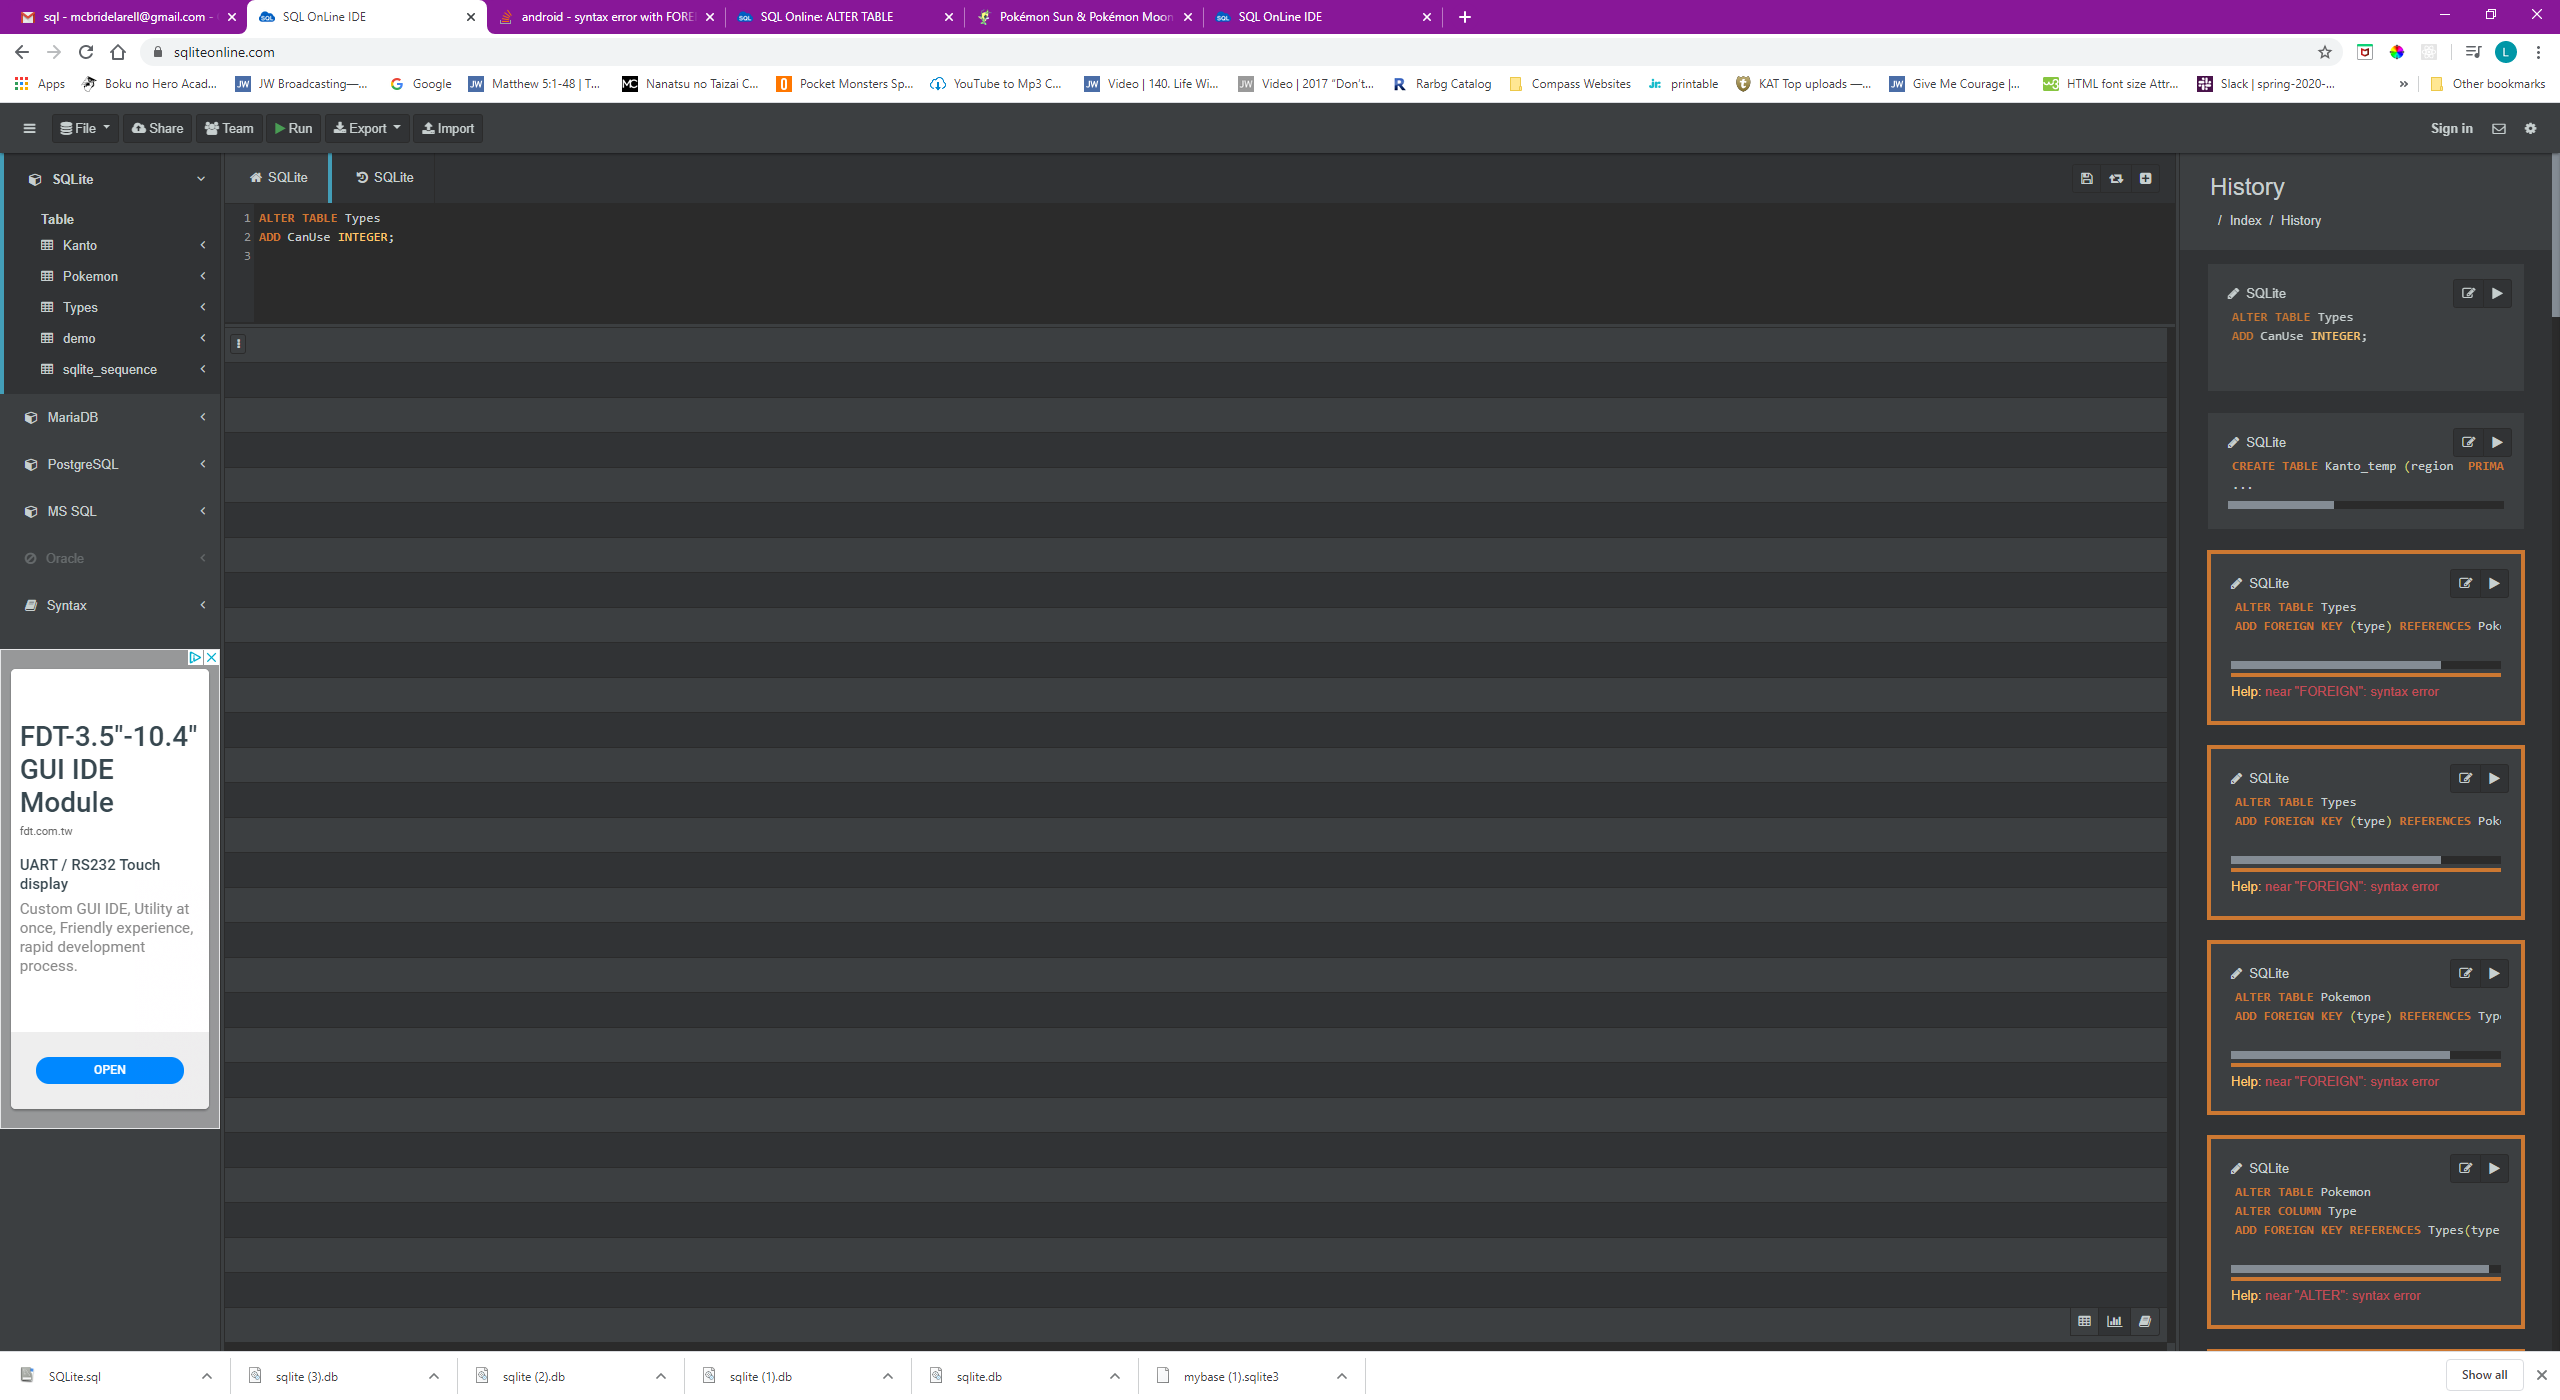 sql - mcbridelarell@gmail.com -
SQL OnLine IDE
android - syntax error with FORE
SQL Online: ALTER TABLE
Pokémon Sun & Pokémon Moon
SQL OnLine IDE
sqliteonline.com
L
Apps
Boku no Hero Acad...
JW Broadcasting—...
Google
Matthew 5:1-48 | T...
Nanatsu no Taizai C...
Pocket Monsters Sp...
YouTube to Mp3 C...
Video | 140. Life Wi...
Video | 2017 "Don't...
Rarbg Catalog
Compass Websites
printable
KAT Top uploads —...
Give Me Courage |...
HTML font size Attr...
Slack | spring-2020-...
Other bookmarks
File
Share
Team
Run
Export
Import
Sign in
SQLite
Table
Kanto
Pokemon
Types
demo
sqlite_sequence
MariaDB
PostgreSQL
MS SQL
Oracle
Syntax
FDT-3.5"-10.4"
GUI IDE
Module
fdt.com.tw
UART / RS232 Touch
display
Custom GUI IDE, Utility at
once, Friendly experience,
rapid development
process.
OPEN
SQLite
SQLite
1 ALTER TABLE Types
2 ADD CanUse INTEGER;
3
History
/ Index / History
SQLite
ALTER TABLE Types
ADD CanUse INTEGER;
SQLite
CREATE TABLE Kanto_temp (region PRIMA
...
SQLite
ALTER TABLE Types
ADD FOREIGN KEY (type) REFERENCES Pok
Help: near "FOREIGN": syntax error
SQLite
ALTER TABLE Types
ADD FOREIGN KEY (type) REFERENCES Pok
Help: near "FOREIGN": syntax error
SQLite
ALTER TABLE Pokemon
ADD FOREIGN KEY (type) REFERENCES Typ
Help: near "FOREIGN": syntax error
SQLite
ALTER TABLE Pokemon
ALTER COLUMN Type
ADD FOREIGN KEY REFERENCES Types(type
Help: near "ALTER": syntax error
SQLite.sql
sqlite (3).db
sqlite (2).db
sqlite (1).db
sqlite.db
mybase (1).sqlite3
Show all